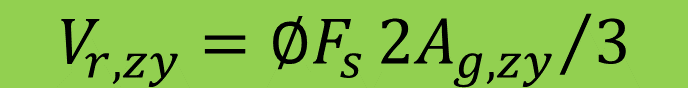 V_{r,zy} = ∅F_s 2A_{g,zy}/3